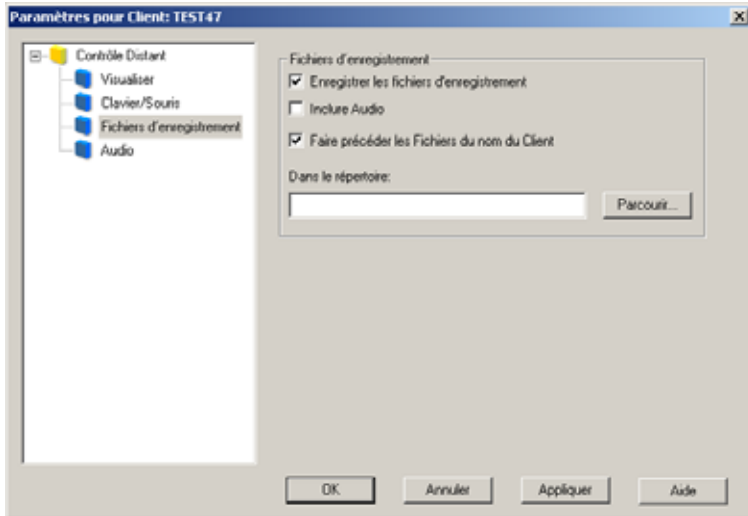 Paramètres pour Client: TEST47
Contrôle Distant
Visualiser
Clavier/Souris
Fichiers d'enregistrement
Audio
Fichiers d'enregistrement
Enregistrer les fichiers d'enregistrement
Inclure Audio
Faire précéder les Fichiers du nom du Client
Dans le répertoire:
Parcourir...
OK
Annuler
Appliquer
Aide